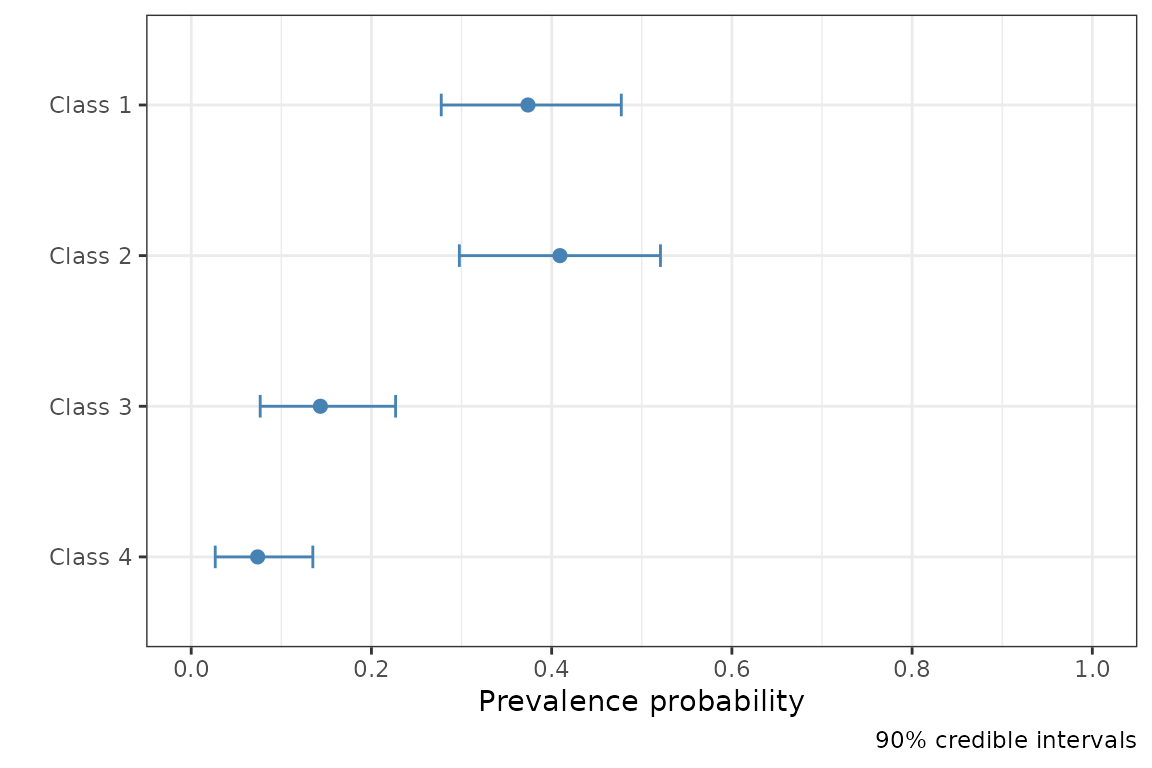 Class 1
Class 2
Class 3
Class 4
0.0 0.2 0.4 0.6 0.8 1.0
Prevalence probability
90% credible intervals